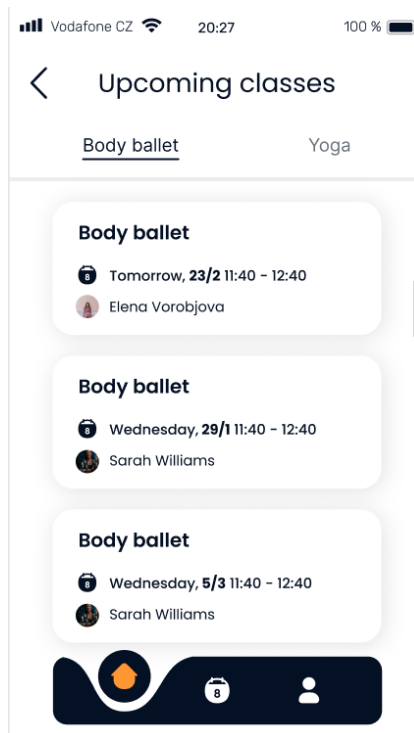 Vodafone CZ 20:27 100 %
Upcoming classes
Body ballet Yoga
Body ballet
8 Tomorrow, 23/2 11:40 - 12:40
Elena Vorobjova
Body ballet
8 Wednesday, 29/1 11:40 - 12:40
Sarah Williams
Body ballet
8 Wednesday, 5/3 11:40 - 12:40
Sarah Williams
8